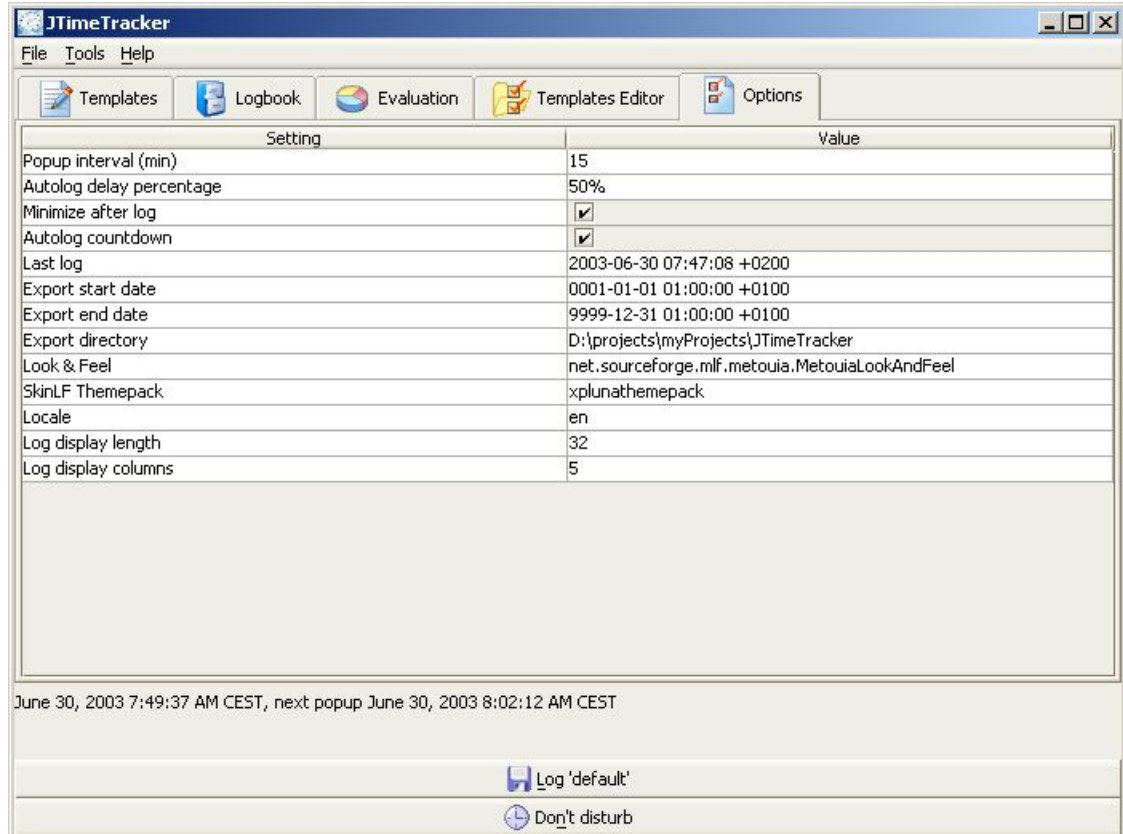 JTimeTracker
File Tools Help
Templates Logbook Evaluation Templates Editor Options
Setting Value
Popup interval (min) 15
Autolog delay percentage 50%
Minimize after log
Autolog countdown
Last log 2003-06-30 07:47:08 +0200
Export start date 0001-01-01 01:00:00 +0100
Export end date 9999-12-31 01:00:00 +0100
Export directory D:\projects\myProjects\JTimeTracker
Look & Feel net.sourceforge.mlf.metouia.MetouiaLookAndFeel
SkinLF Themepack xplunathemepack
Locale en
Log display length 32
Log display columns 5
June 30, 2003 7:49:37 AM CEST, next popup June 30, 2003 8:02:12 AM CEST
Log 'default'
Don't disturb